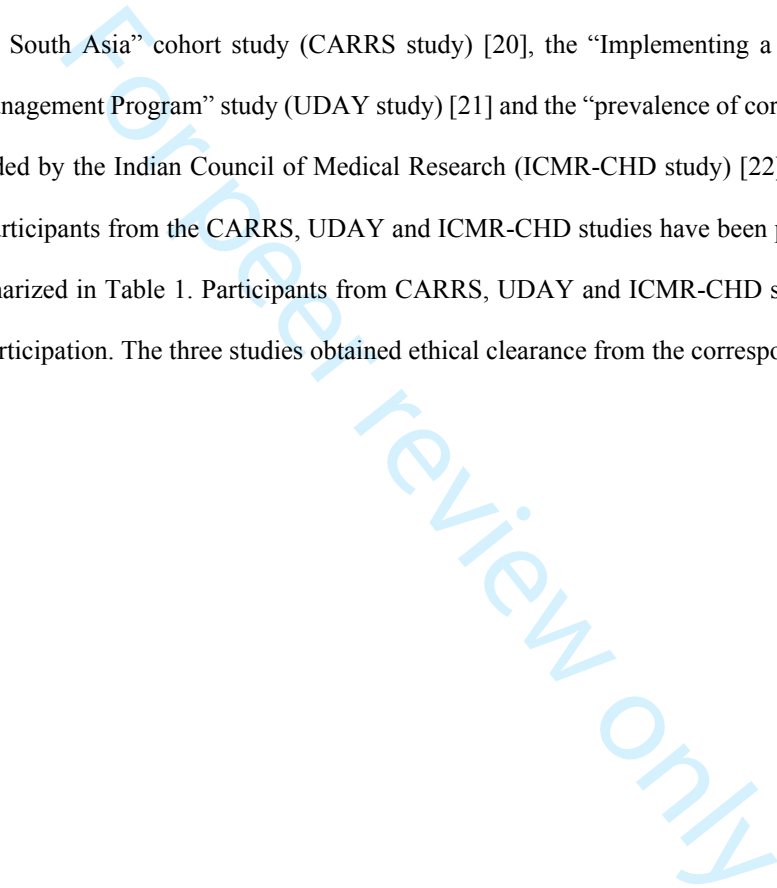 South Asia” cohort study (CARRS study) [20], the “Implementing a
nagement Program” study (UDAY study) [21] and the “prevalence of cor
ded by the Indian Council of Medical Research (ICMR-CHD study) [22]
articipants from the CARRS, UDAY and ICMR-CHD studies have been p
narized in Table 1. Participants from CARRS, UDAY and ICMR-CHD s
rticipation. The three studies obtained ethical clearance from the correspo
For peer review only